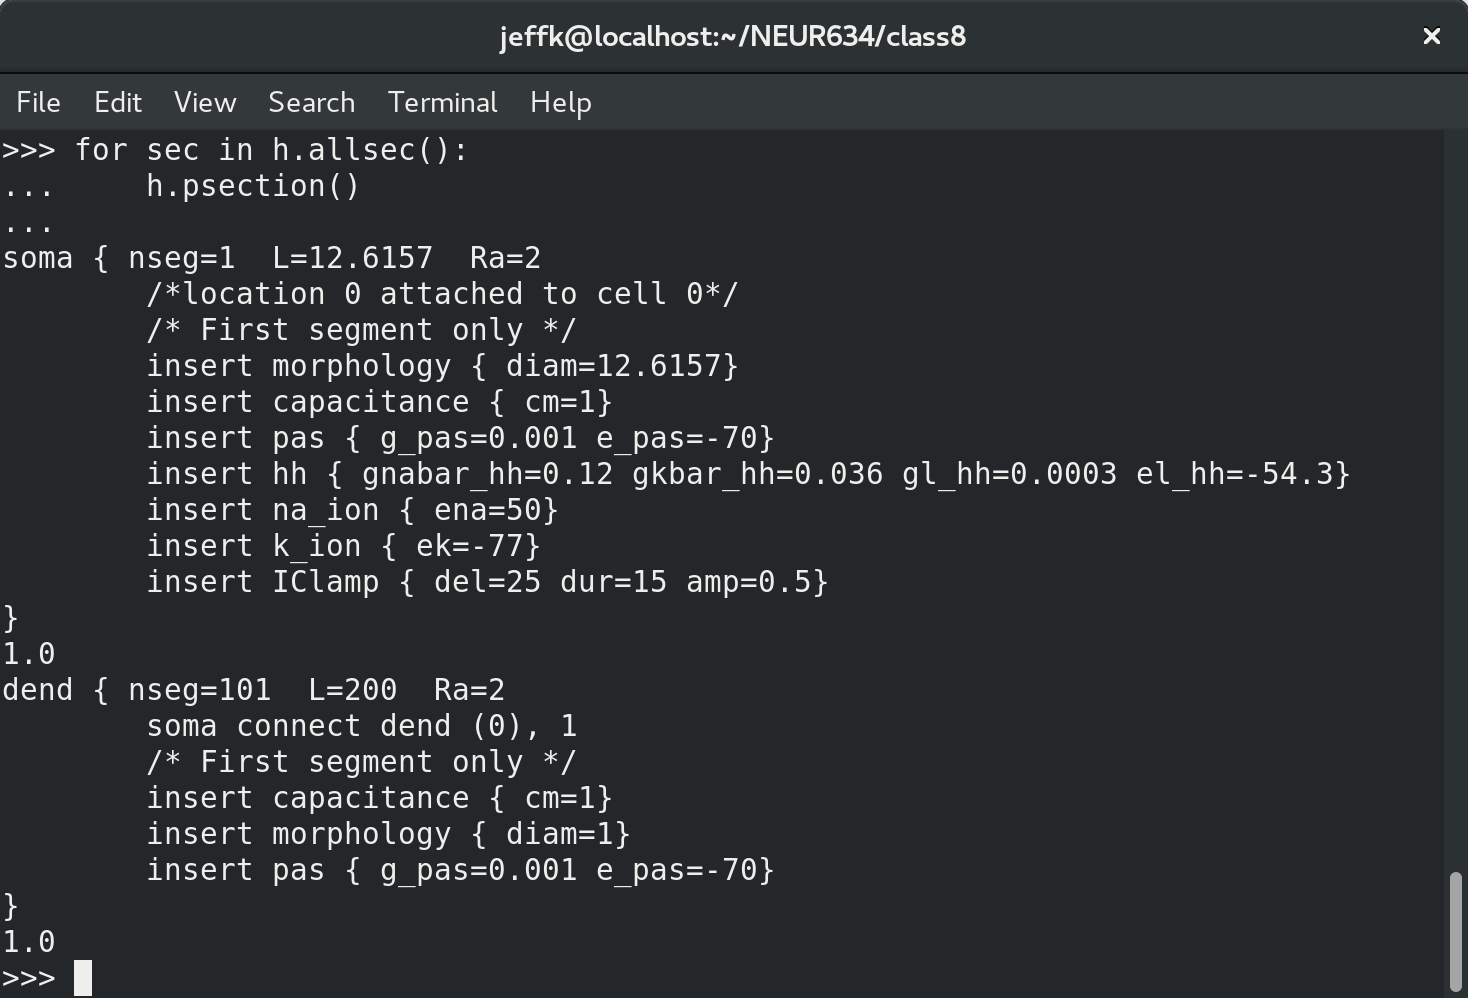 jeffk@localhost:~/NEUR634/class8 ×
File Edit View Search Terminal Help
>>> for sec in h.allsec():
...     h.psection()
...
soma { nseg=1  L=12.6157  Ra=2
        /*location 0 attached to cell 0*/
        /* First segment only */
        insert morphology { diam=12.6157}
        insert capacitance { cm=1}
        insert pas { g_pas=0.001 e_pas=-70}
        insert hh { gnabar_hh=0.12 gkbar_hh=0.036 gl_hh=0.0003 el_hh=-54.3}
        insert na_ion { ena=50}
        insert k_ion { ek=-77}
        insert IClamp { del=25 dur=15 amp=0.5}
}
1.0
dend { nseg=101  L=200  Ra=2
        soma connect dend (0), 1
        /* First segment only */
        insert capacitance { cm=1}
        insert morphology { diam=1}
        insert pas { g_pas=0.001 e_pas=-70}
}
1.0
>>>